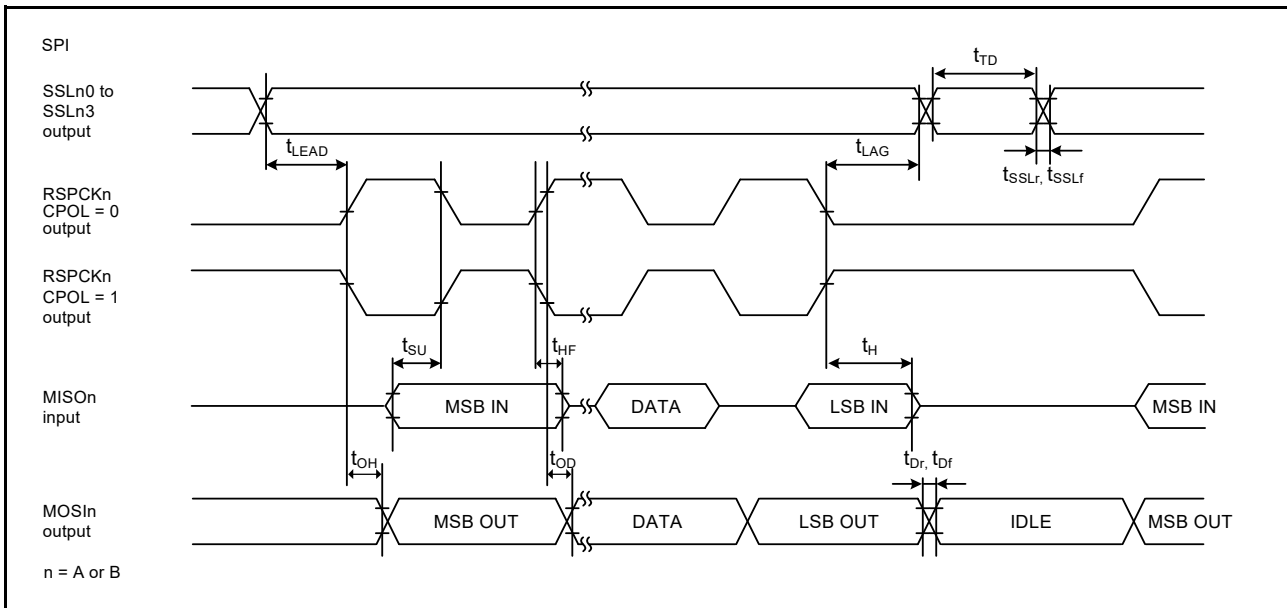 SPI
tTD
SSLn0 to
SSLn3
output
tLEAD
tLAG
tSSLr, tSSLf
RSPCKn
CPOL = 0
output
RSPCKn
CPOL = 1
output
tSU
tHF
tH
MISOn
input
MSB IN
DATA
LSB IN
MSB IN
tOH
tOD
tDr, tDf
MOSIn
output
MSB OUT
DATA
LSB OUT
IDLE
MSB OUT
n = A or B